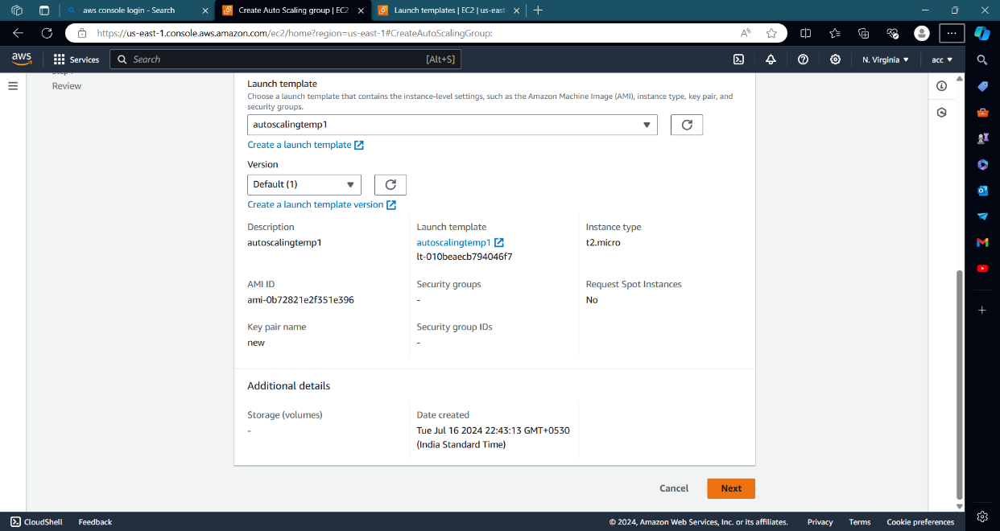 aws console login - Search
Create Auto Scaling group | EC2
Launch templates | EC2 | us-east
https://us-east-1.console.aws.amazon.com/ec2/home?region=us-east-1#CreateAutoScalingGroup:
aws
Services
Search
[Alt+S]
N. Virginia
acc
Review
Launch template
Choose a launch template that contains the instance-level settings, such as the Amazon Machine Image (AMI), instance type, key pair, and
security groups.
autoscalingtemp1
Create a launch template
Version
Default (1)
Create a launch template version
Description
autoscalingtemp1
Launch template
autoscalingtemp1
lt-010beaecb794046f7
Instance type
t2.micro
AMI ID
ami-0b72821e2f351e396
Security groups
-
Request Spot Instances
No
Key pair name
new
Security group IDs
-
Additional details
Storage (volumes)
-
Date created
Tue Jul 16 2024 22:43:13 GMT+0530
(India Standard Time)
Cancel
Next
CloudShell
Feedback
© 2024, Amazon Web Services, Inc. or its affiliates.
Privacy
Terms
Cookie preferences